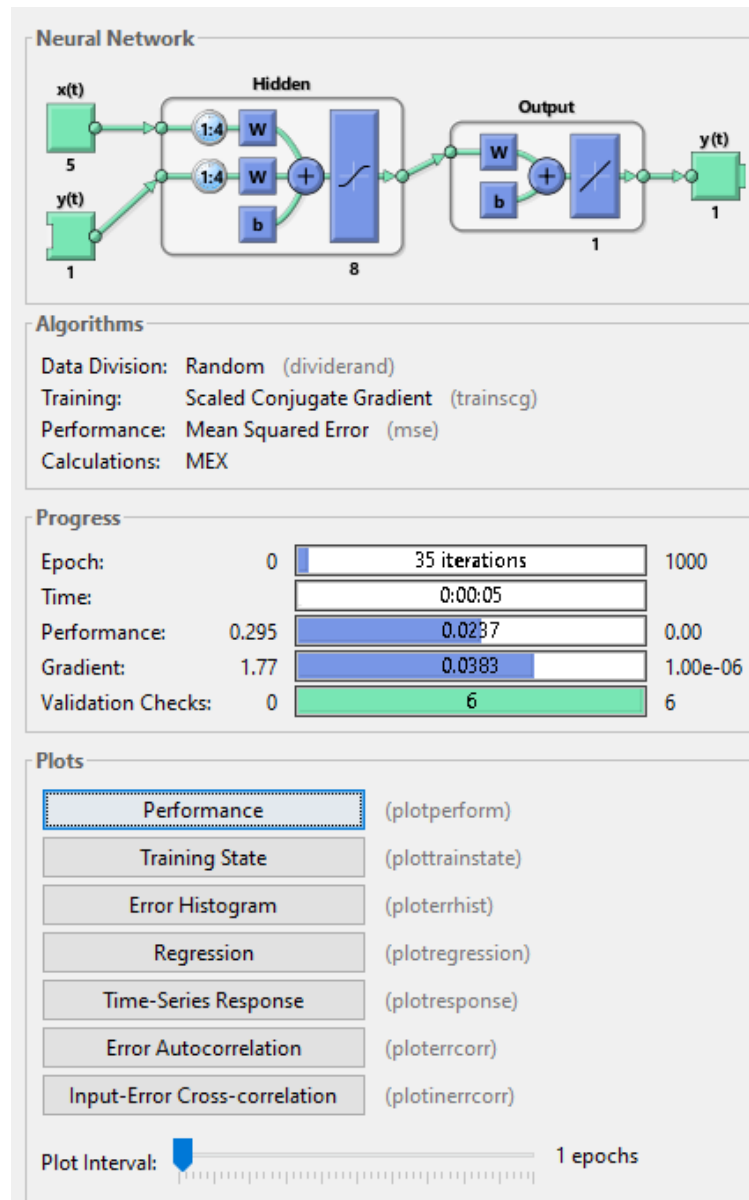 Neural Network
Hidden
x(t)
Output
1:4 W
y(t)
5
W
y(t)
1:4 W
b
b
1
1
1
8
Algorithms
Data Division: Random (dividerand)
Training: Scaled Conjugate Gradient (trainscg)
Performance: Mean Squared Error (mse)
Calculations: MEX
Progress
Epoch: 0 35 iterations 1000
Time: 0:00:05
Performance: 0.295 0.0237 0.00
Gradient: 1.77 0.0383 1.00e-06
Validation Checks: 0 6 6
Plots
Performance (plotperform)
Training State (plottrainstate)
Error Histogram (ploterrhist)
Regression (plotregression)
Time-Series Response (plotresponse)
Error Autocorrelation (ploterrcorr)
Input-Error Cross-correlation (plotinerrcorr)
Plot Interval: 1 epochs